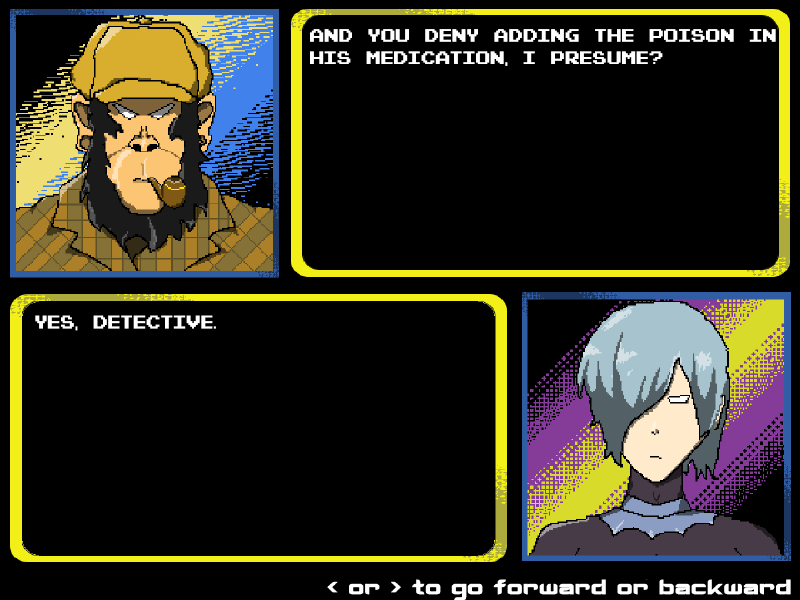 AND YOU DENY ADDING THE POISON IN
HIS MEDICATION, I PRESUME?
YES, DETECTIVE.
< or > to go forward or backward